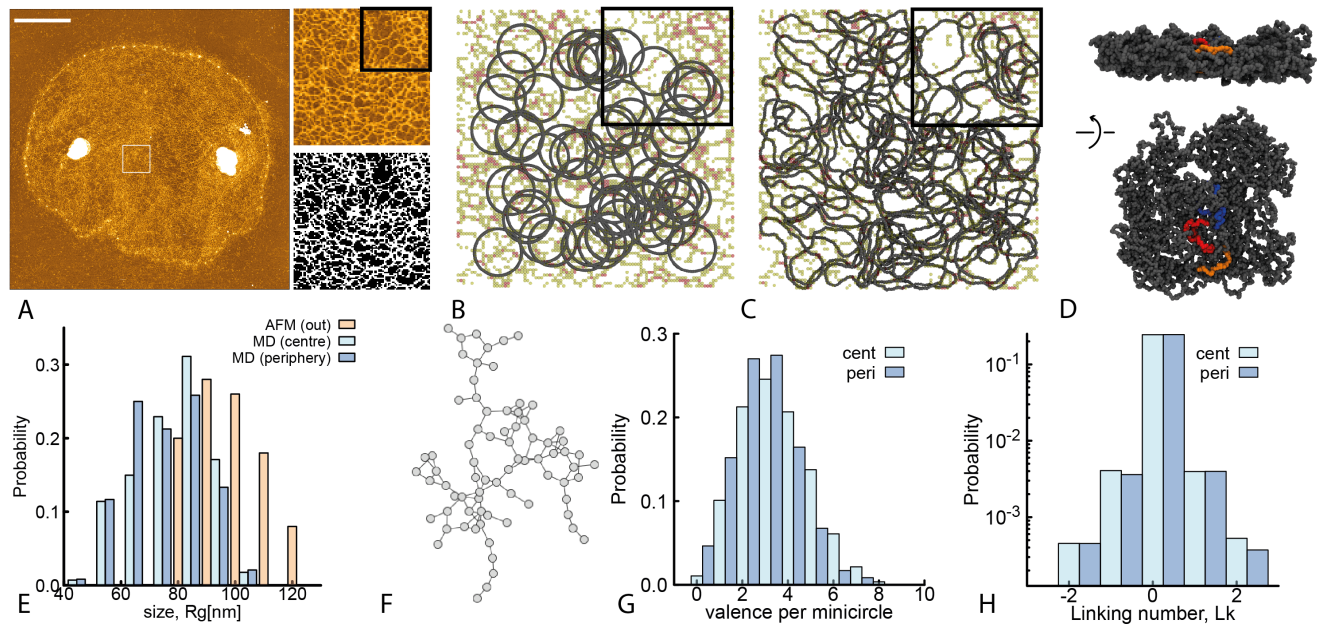 A
B
C
D
AFM (out)
MD (centre)
MD (periphery)
Probability
0.3
0.2
0.1
0.0
40
60
80
100
120
size, Rg[nm]
E
F
cent
peri
Probability
0.3
0.2
0.1
0.0
0
2
4
6
8
10
valence per minicircle
G
cent
peri
Probability
10⁻¹
10⁻²
10⁻³
-2
0
2
Linking number, Lk
H